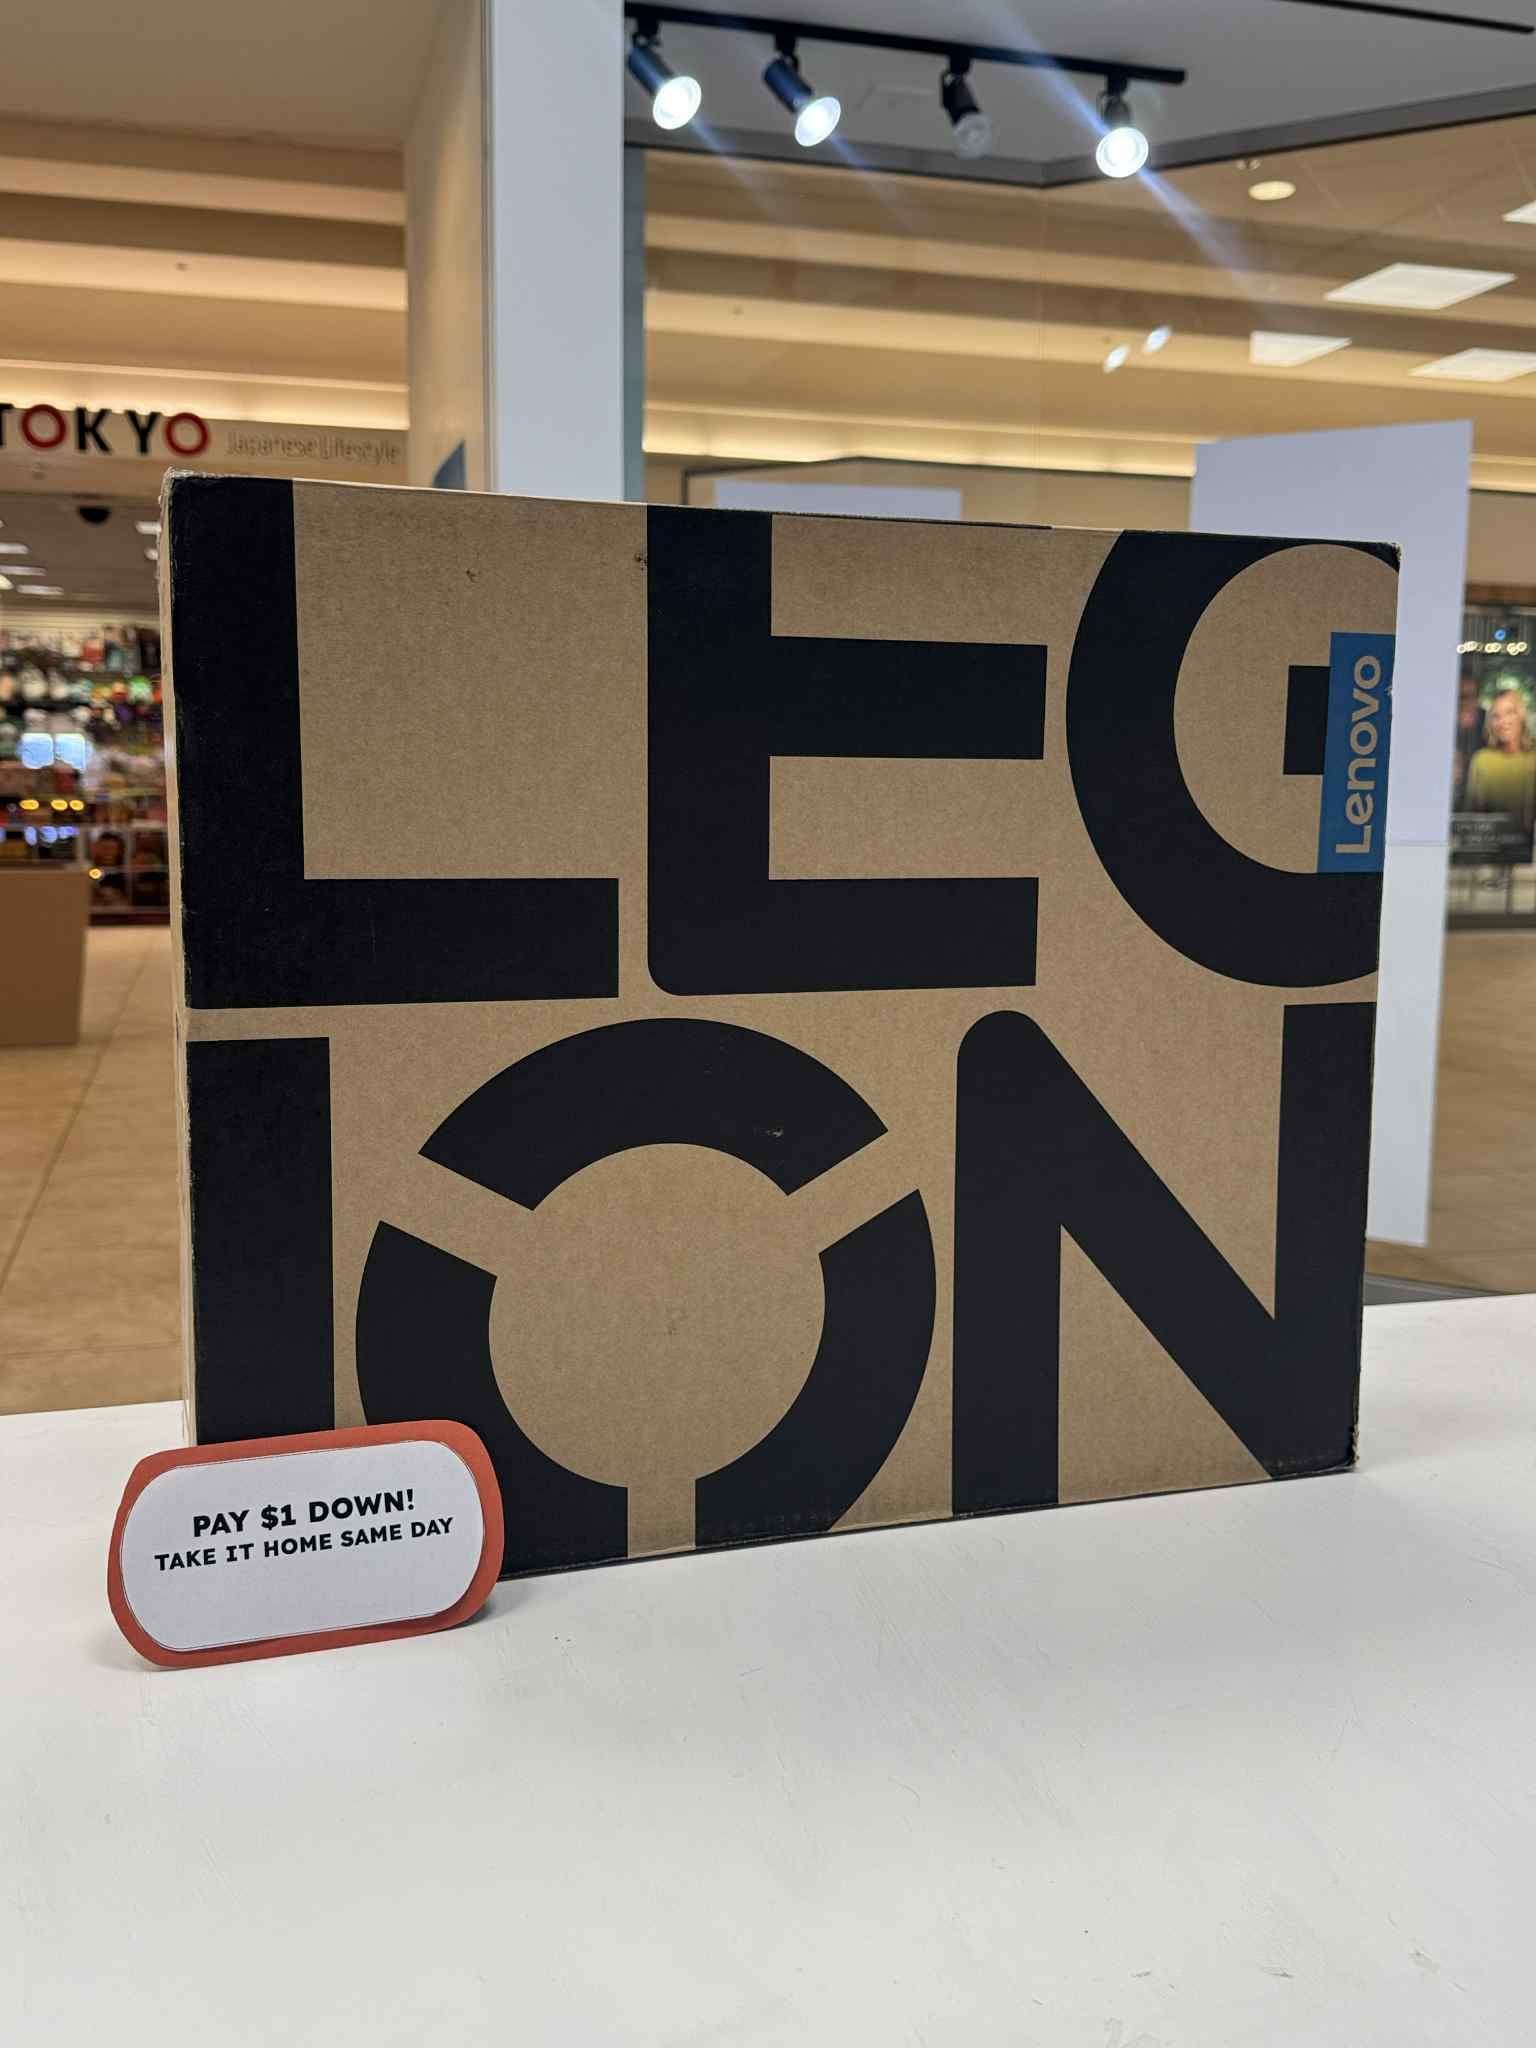 TOKYO Japanese Lifestyle
LEG
ION
Lenovo
PAY $1 DOWN!
TAKE IT HOME SAME DAY